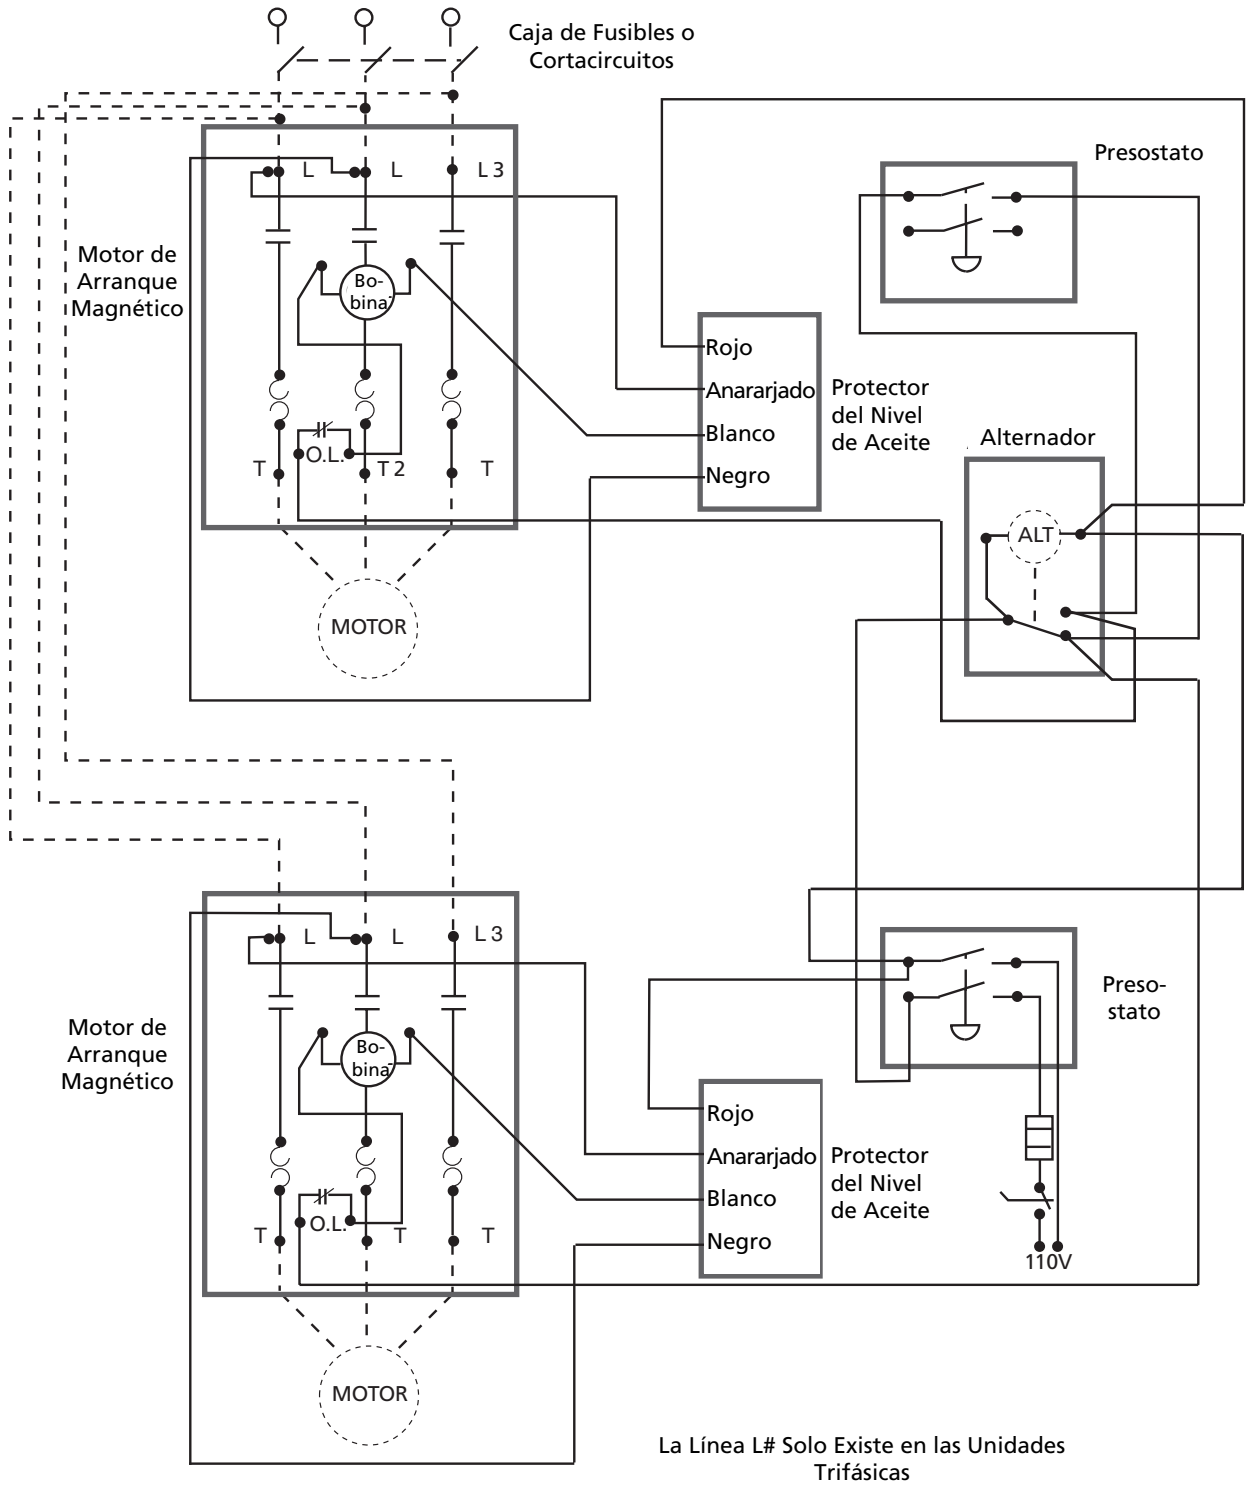 Caja de Fusibles o
Cortacircuitos
Presostato
L
L
L 3
Motor de
Arranque
Magnético
Bo-
bina
Rojo
Anararjado
Blanco
Negro
Protector
del Nivel
de Aceite
Alternador
O.L.
T
T 2
T
ALT
MOTOR
L
L
L 3
Motor de
Arranque
Magnético
Bo-
bina
Preso-
stato
Rojo
Anararjado
Blanco
Negro
Protector
del Nivel
de Aceite
O.L.
T
T
T
110V
MOTOR
La Línea L# Solo Existe en las Unidades
Trifásicas